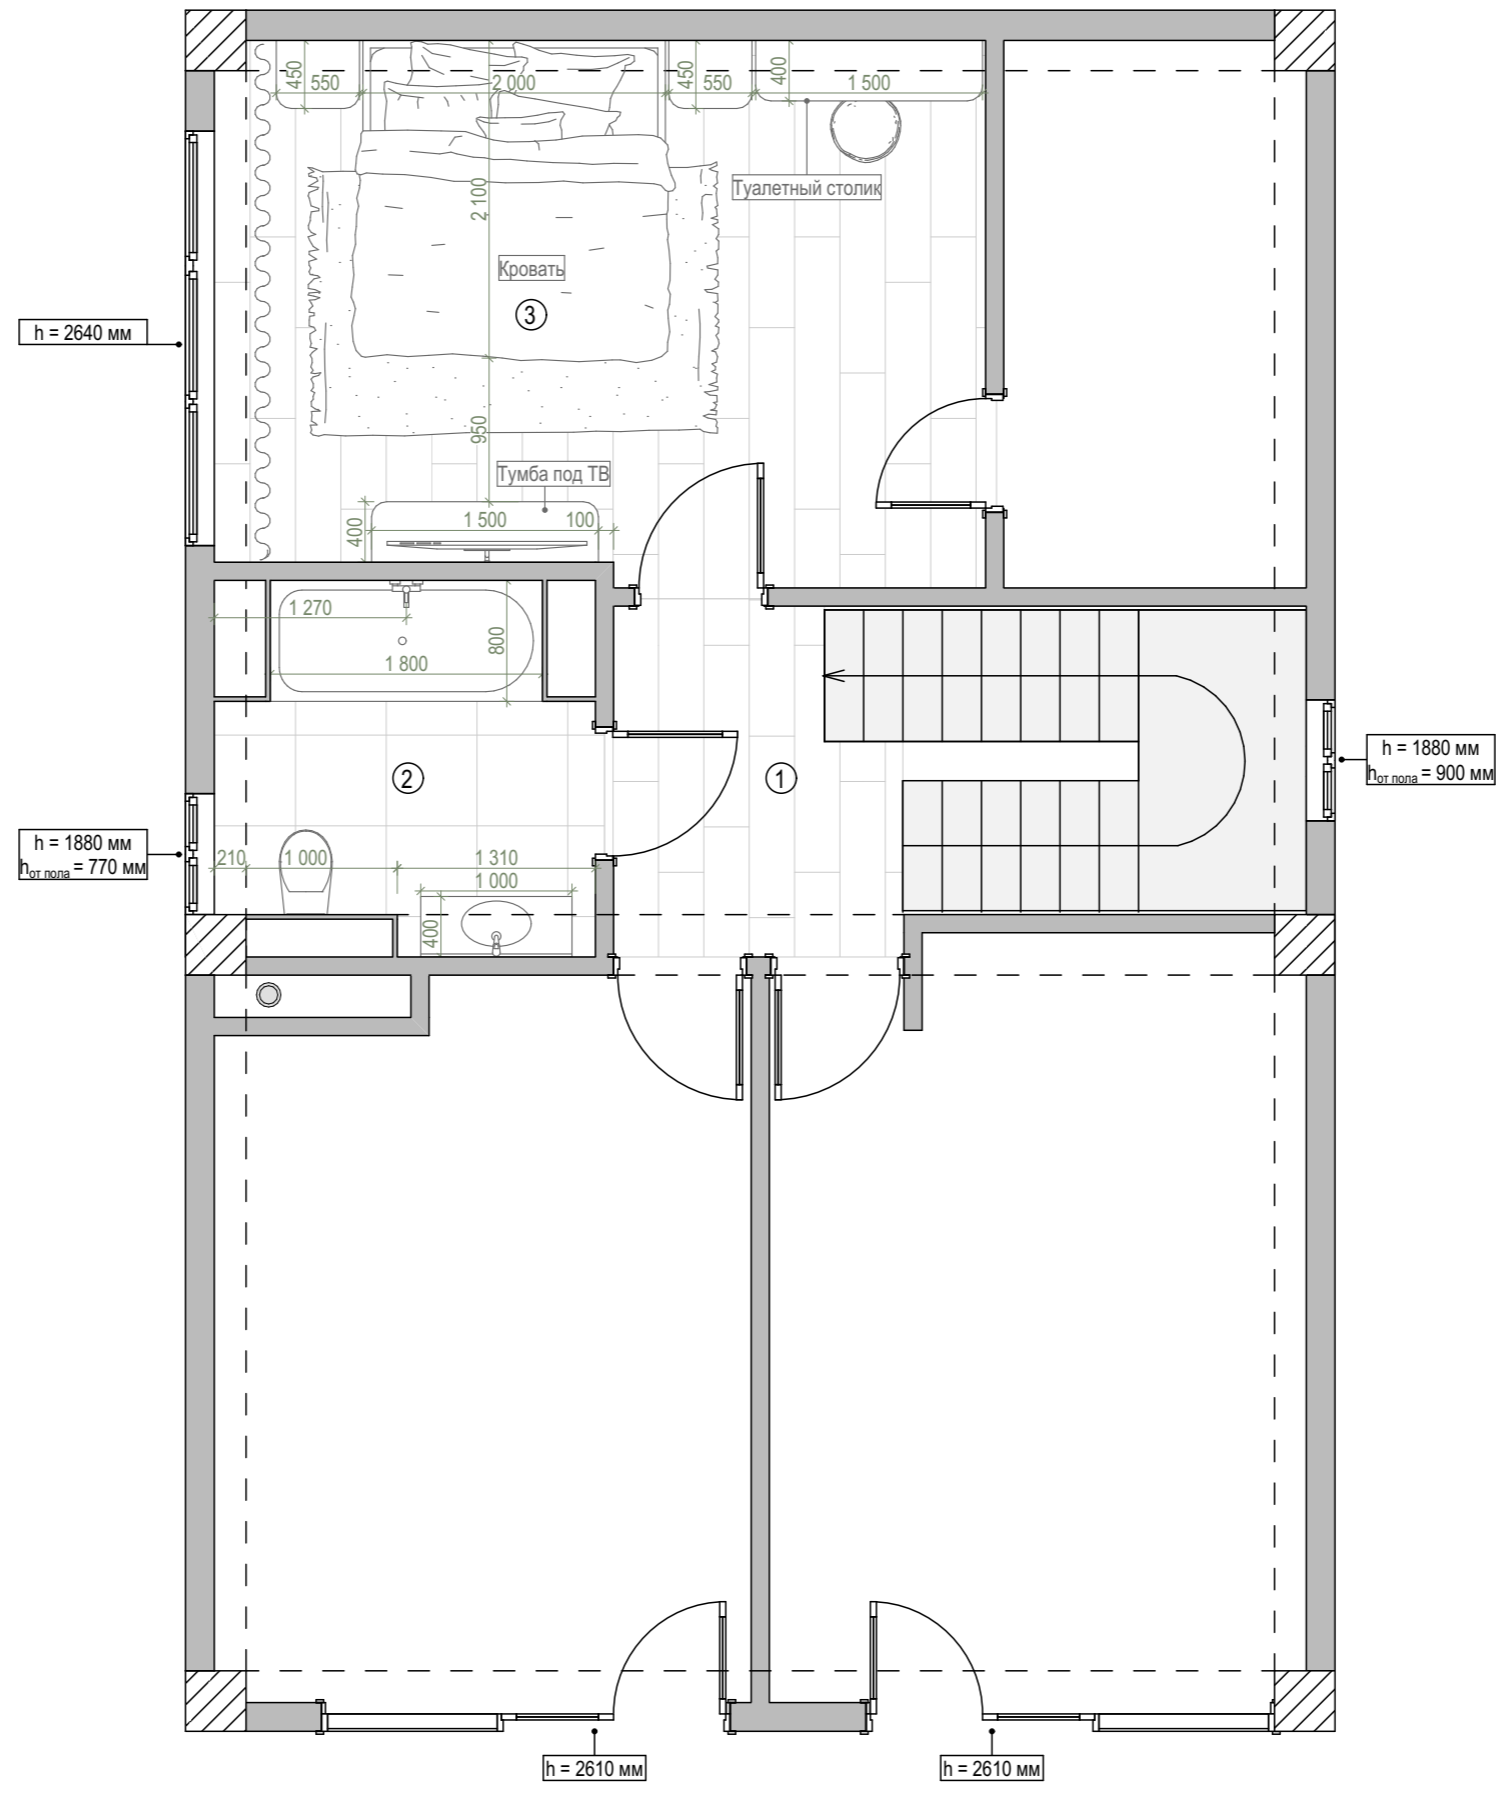 450
550
2 000
450
550
400
1 500
Туалетный столик
2 100
Кровать
3
h = 2640 мм
950
Тумба под ТВ
400
1 500
100
1 270
800
1 800
2
1
h = 1880 мм
hот пола = 900 мм
h = 1880 мм
hот пола = 770 мм
210
1 000
1 310
1 000
400
h = 2610 мм
h = 2610 мм